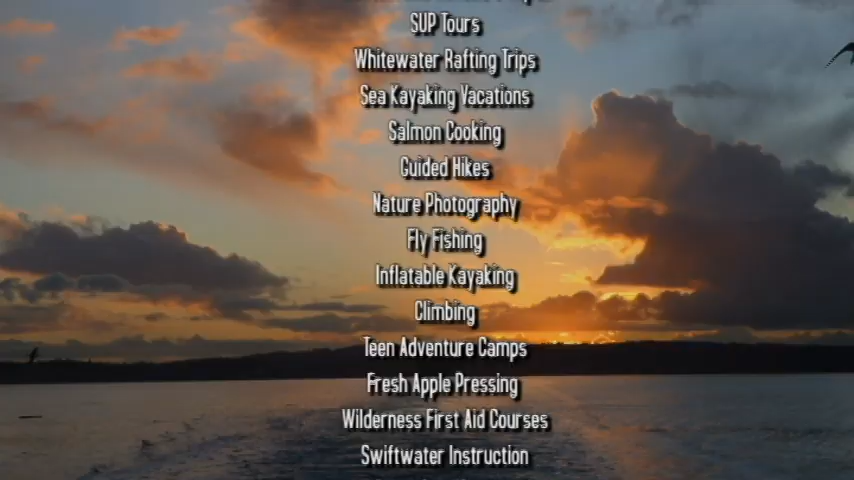 SUP Tours
Whitewater Rafting Trips
Sea Kayaking Vacations
Salmon Cooking
Guided Hikes
Nature Photography
Fly Fishing
Inflatable Kayaking
Climbing
Teen Adventure Camps
Fresh Apple Pressing
Wilderness First Aid Courses
Swiftwater Instruction